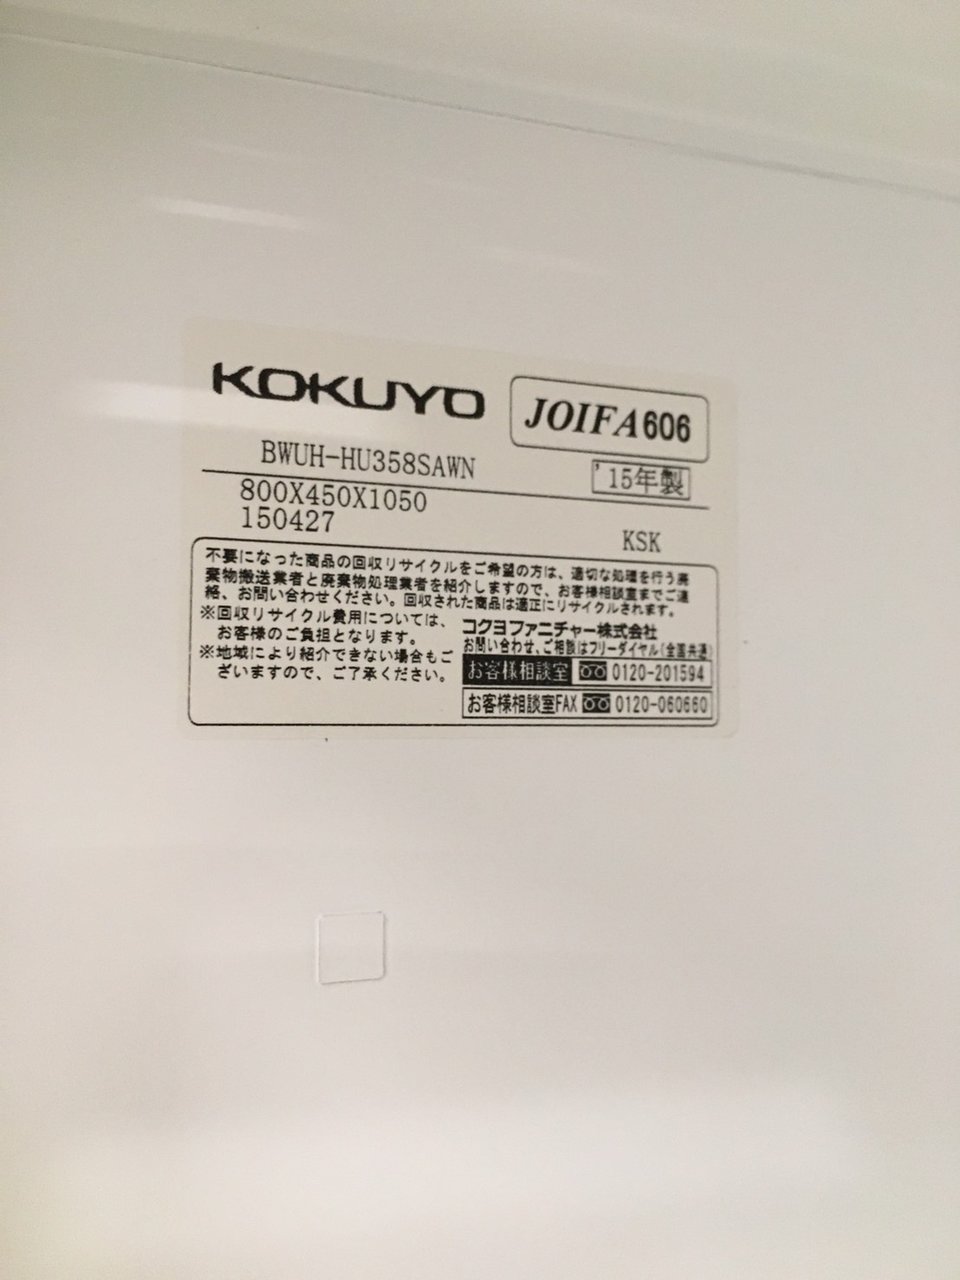 KOKUYO
JOIFA606
BWUH-HU358SAWN
'15年製
800X450X1050
150427
KSK
不要になった商品の回収リサイクルをご希望の方は、適切な処理を行う廃
棄物搬送業者と廃棄物処理業者を紹介しますので、お客様相談室までご連
絡、お問い合わせください。回収された商品は適正にリサイクルされます。
※回収リサイクル費用については、
お客様のご負担となります。
※地域により紹介できない場合もご
ざいますので、ご了承ください。
コクヨファニチャー株式会社
お問い合わせ、ご相談はフリーダイヤル(全国共通)
お客様相談室 0120-201594
お客様相談室FAX 0120-060660